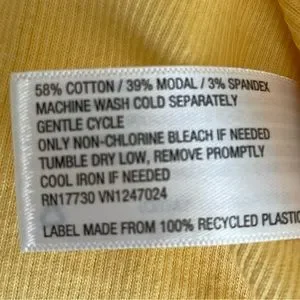 58% COTTON / 39% MODAL / 3% SPANDEX
MACHINE WASH COLD SEPARATELY
GENTLE CYCLE
ONLY NON-CHLORINE BLEACH IF NEEDED
TUMBLE DRY LOW, REMOVE PROMPTLY
COOL IRON IF NEEDED
RN17730 VN1247024
LABEL MADE FROM 100% RECYCLED PLASTIC